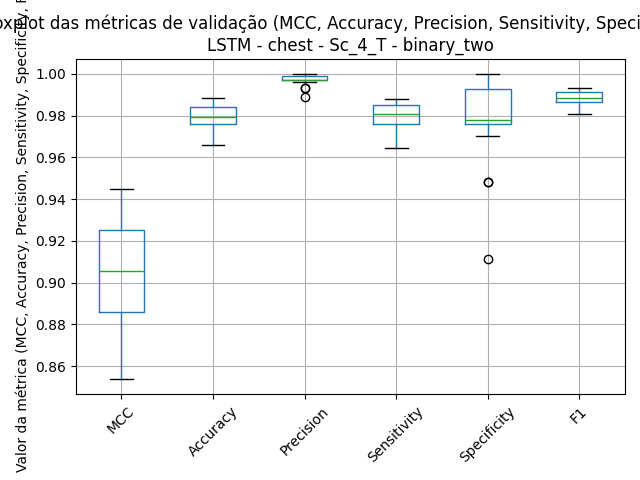 das métricas de validação (MCC, Accuracy, Precision, Sensitivity,
LSTM - chest - Sc_4_T - binary_two
Valor da métrica (MCC, Accuracy, Precision, Sensitivity, Specificity,
1.00
0.98
0.96
0.94
0.92
0.90
0.88
0.86
MCC
Accuracy
Precision
Sensitivity
Specificity
F1